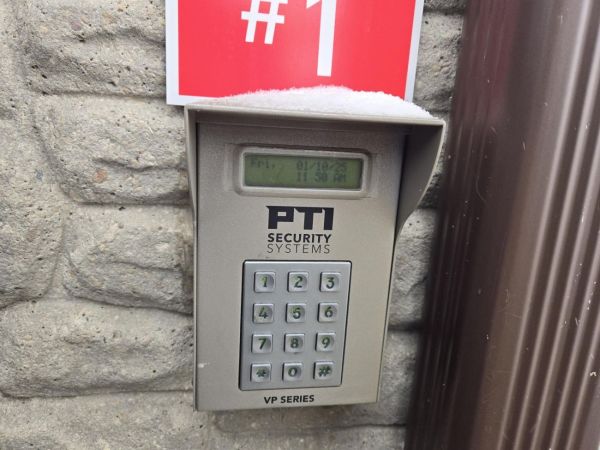 #1
Fri. 01/10/25
11 30 AM
PTI
SECURITY
SYSTEMS
1 2 3
4 5 6
7 8 9
* 0 #
VP SERIES